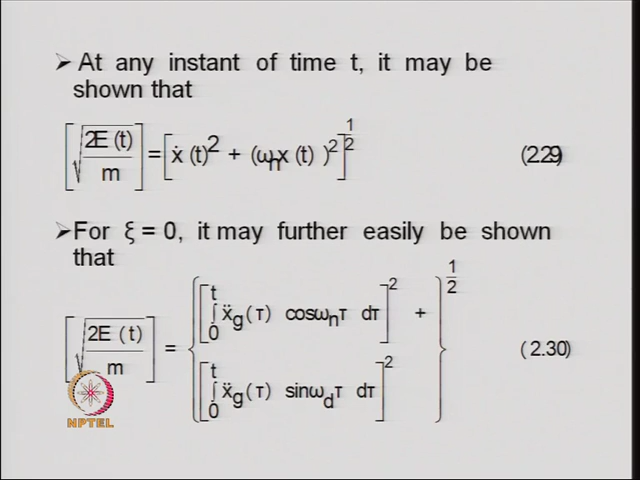 ➤ At any instant of time t, it may be
shown that
[√(2E (t)/m)] = [ẋ (t)² + (ωₙx (t) )²]^(1/2) (2.29)
➤For ξ = 0, it may further easily be shown
that
[√(2E (t)/m)] = {[∫₀ᵗ ẍg(τ) cosωₙτ dτ]² + [∫₀ᵗ ẍg(τ) sinω_dτ dτ]²}^(1/2) ( 2.30)
NPTEL